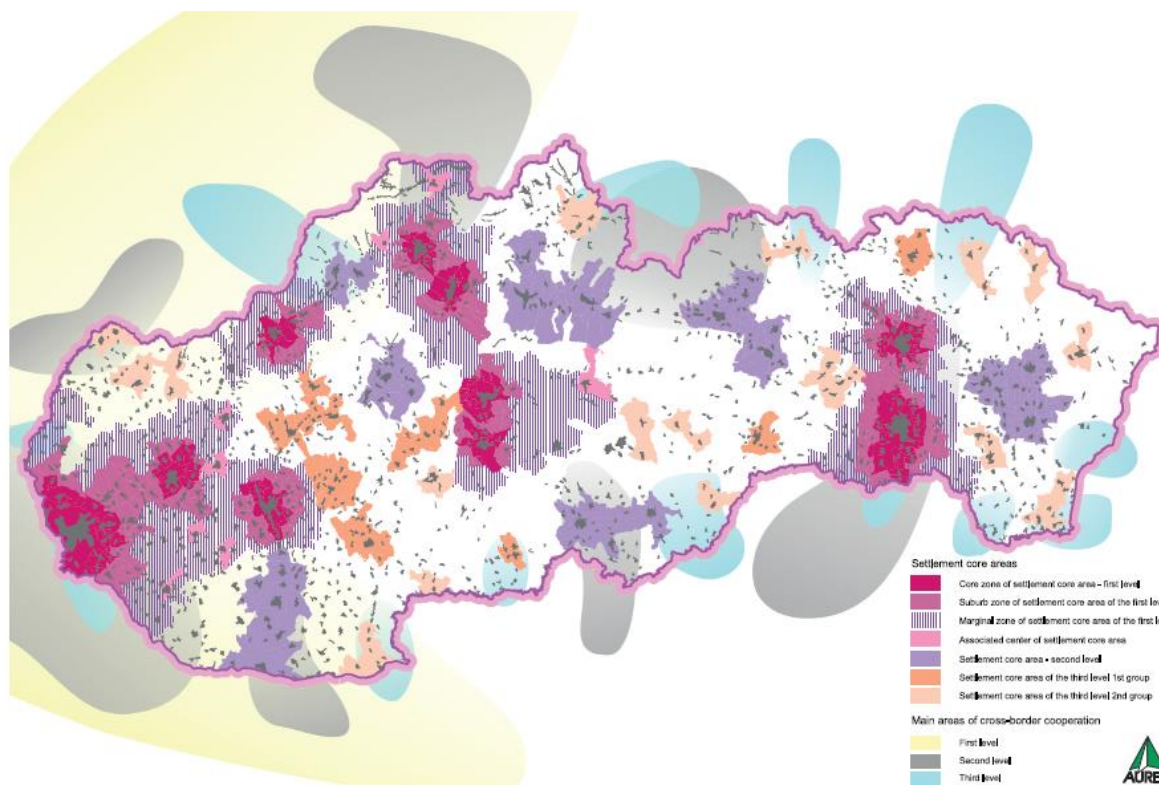 Settlement core areas
Core zone of settlement core area - first level
Suburb zone of settlement core area of the first le
Marginal zone of settlement core area of the first le
Associated center of settlement core area
Settlement core area - second level
Settlement core area of the third level 1st group
Settlement core area of the third level 2nd group
Main areas of cross-border cooperation
First level
Second level
Third level
AUREX